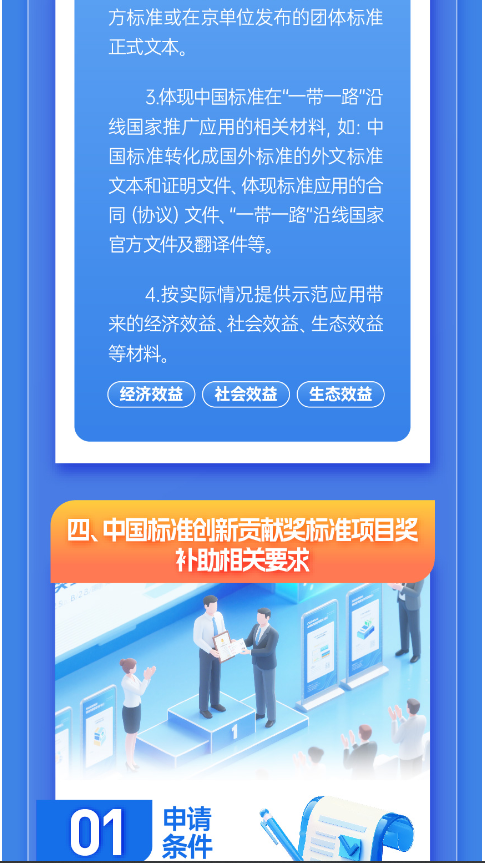 方标准或在京单位发布的团体标准
正式文本。
3.体现中国标准在“一带一路”沿
线国家推广应用的相关材料, 如: 中
国标准转化成国外标准的外文标准
文本和证明文件、体现标准应用的合
同（协议）文件、“一带一路”沿线国家
官方文件及翻译件等。
4.按实际情况提供示范应用带
来的经济效益、社会效益、生态效益
等材料。
经济效益 社会效益 生态效益
四、中国标准创新贡献奖标准项目奖
补助相关要求
1
01 申请
条件